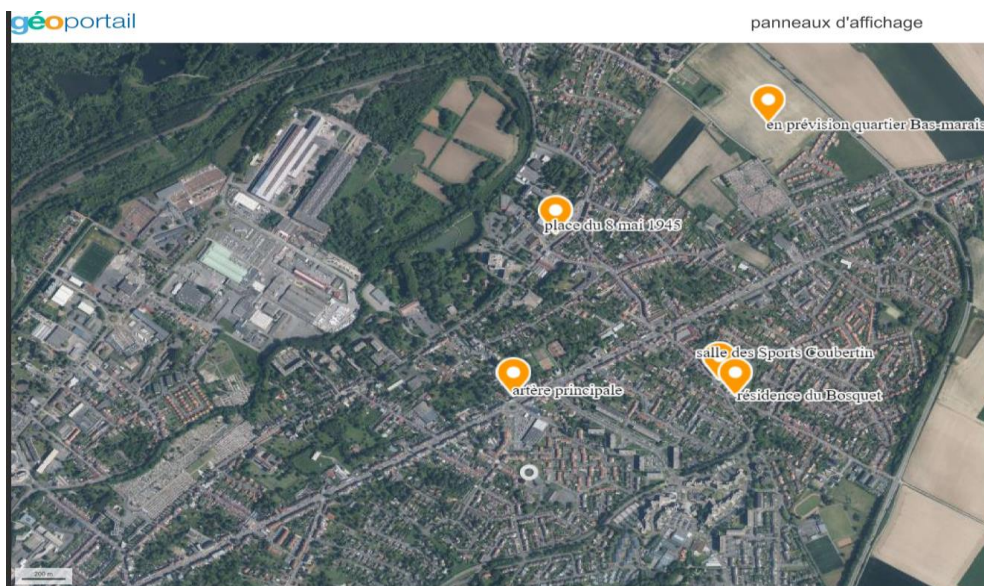 géoportail
panneaux d'affichage
en prévision quartier Bas-marais
place du 8 mai 1945
salle des Sports Coubertin
artère principale
résidence du Bosquet
200 m